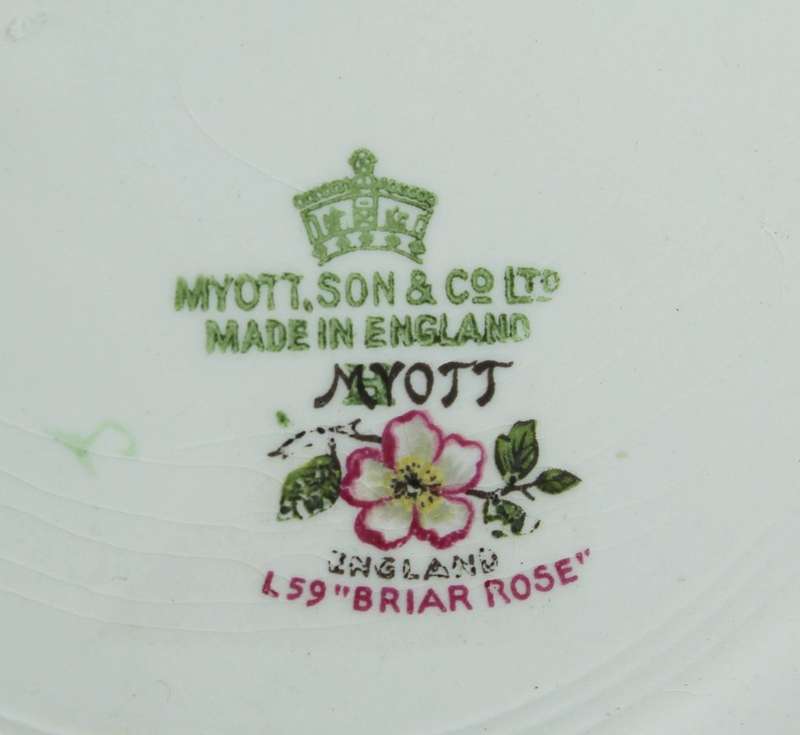 MYOTT, SON & Co LTD
MADE IN ENGLAND
MYOTT
ENGLAND
L59 "BRIAR ROSE"